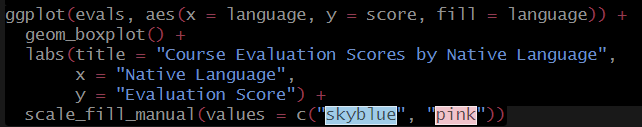 ggplot(evals, aes(x = language, y = score, fill = language)) +
  geom_boxplot() +
  labs(title = "Course Evaluation Scores by Native Language",
       x = "Native Language",
       y = "Evaluation Score") +
  scale_fill_manual(values = c("skyblue", "pink"))